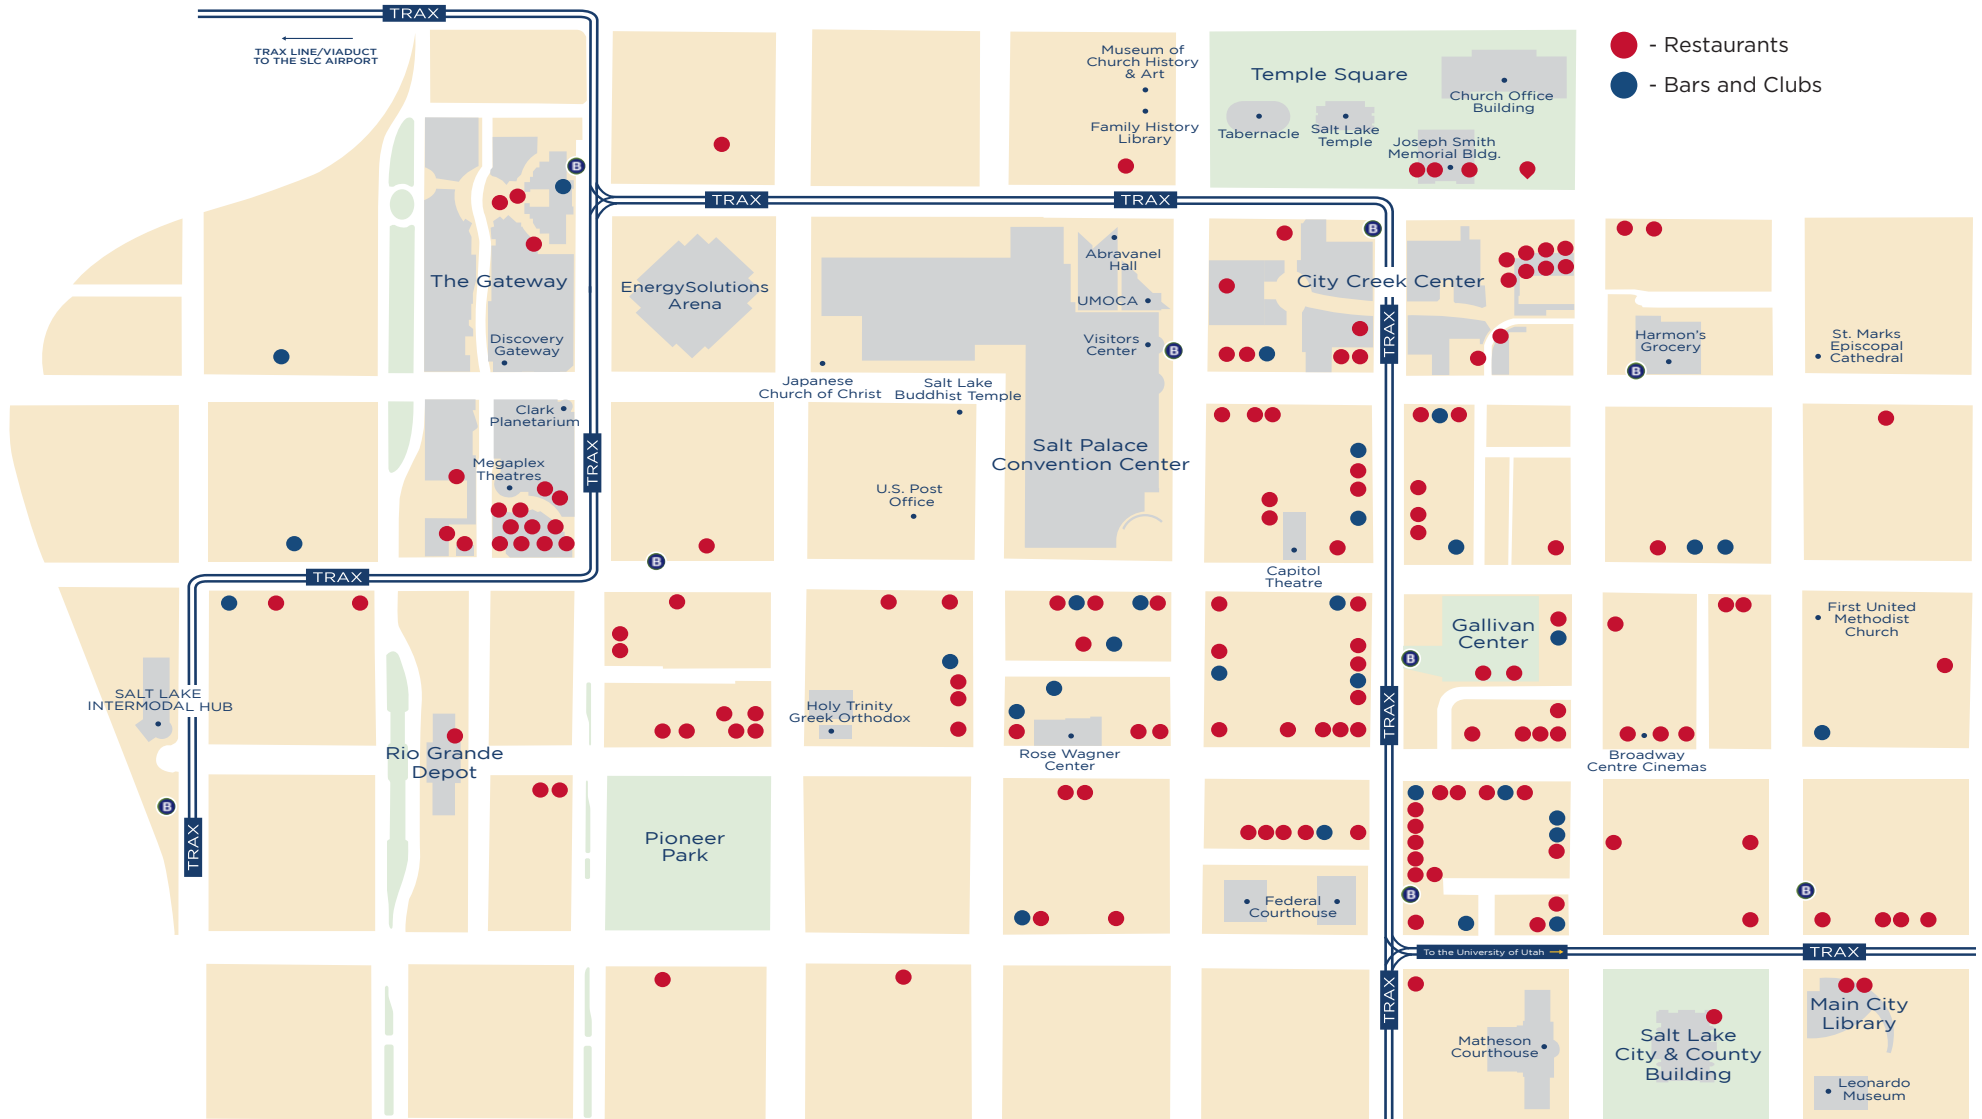 TRAX
TRAX LINE/VIADUCT
TO THE SLC AIRPORT
- Restaurants
- Bars and Clubs
Museum of
Church History
& Art
Family History
Library
Temple Square
Church Office
Building
Tabernacle
Salt Lake
Temple
Joseph Smith
Memorial Bldg.
B
TRAX
TRAX
B
The Gateway
EnergySolutions
Arena
Abravanel
Hall
UMOCA
Visitors
Center
B
City Creek Center
TRAX
Discovery
Gateway
Harmon's
Grocery
B
St. Marks
Episcopal
Cathedral
Japanese
Church of Christ
Salt Lake
Buddhist Temple
Clark
Planetarium
Megaplex
Theatres
TRAX
Salt Palace
Convention Center
U.S. Post
Office
B
TRAX
Capitol
Theatre
Gallivan
Center
B
First United
Methodist
Church
SALT LAKE
INTERMODAL HUB
Holy Trinity
Greek Orthodox
TRAX
Rio Grande
Depot
Rose Wagner
Center
Broadway
Centre Cinemas
B
TRAX
Pioneer
Park
Federal
Courthouse
B
B
To the University of Utah
TRAX
TRAX
Matheson
Courthouse
Salt Lake
City & County
Building
Main City
Library
Leonardo
Museum